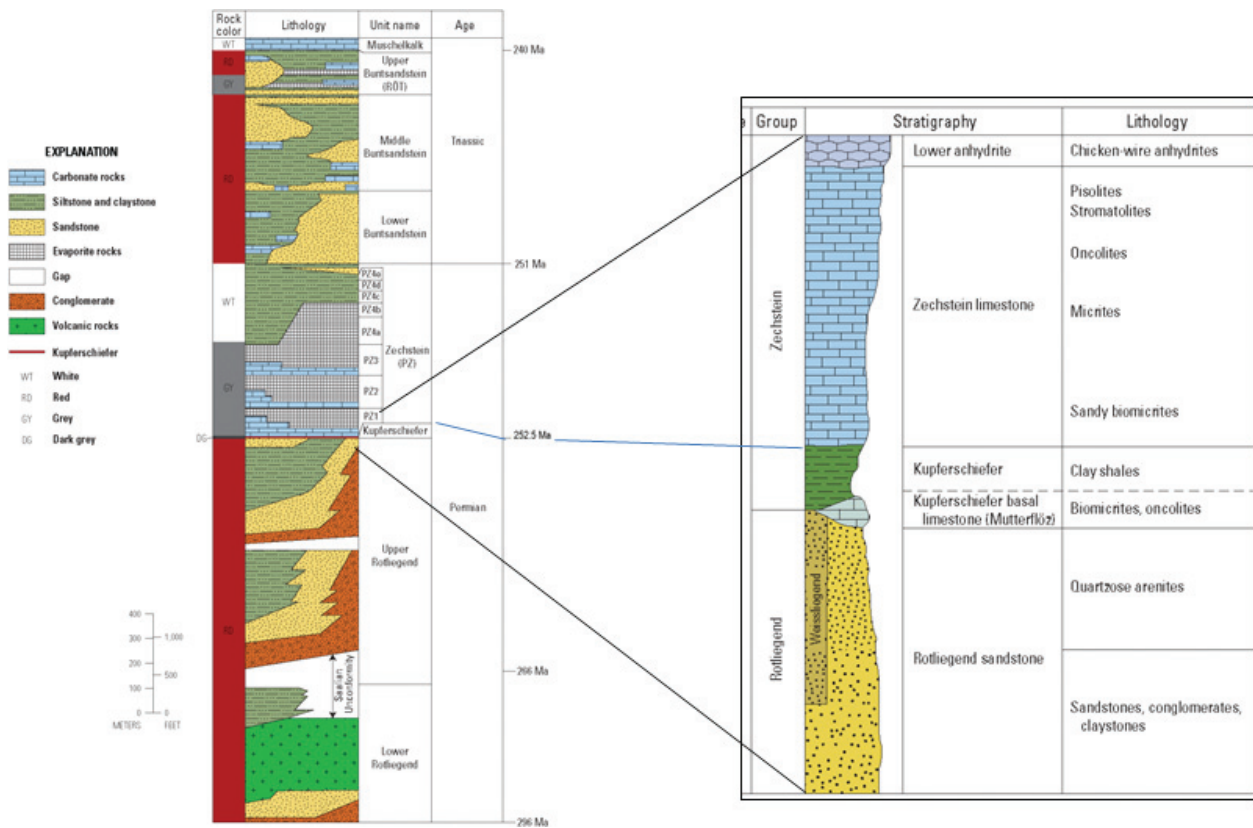 Rock
color
Lithology
Unit name
Age
WT
RD
GY
RD
WT
GY
DG
RD
Muschelkalk
Upper
Buntsandstein
(RÖT)
Middle
Buntsandstein
Lower
Buntsandstein
PZ4e
PZ4d
PZ4c
PZ4b
PZ4a
PZ3
PZ2
PZ1
Zechstein
(PZ)
Kupferschiefer
Upper
Rotliegend
Saalian
Unconformity
Lower
Rotliegend
Triassic
Permian
240 Ma
251 Ma
252.5 Ma
266 Ma
296 Ma
EXPLANATION
Carbonate rocks
Siltstone and claystone
Sandstone
Evaporite rocks
Gap
Conglomerate
Volcanic rocks
Kupferschiefer
WT White
RD Red
GY Grey
DG Dark grey
400
300
200
100
0
METERS
1,000
500
0
FEET
Group
Stratigraphy
Lithology
Zechstein
Rotliegend
Weissliegend
Lower anhydrite
Chicken-wire anhydrites
Zechstein limestone
Pisolites
Stromatolites
Oncolites
Micrites
Sandy biomicrites
Kupferschiefer
Clay shales
Kupferschiefer basal
limestone (Mutterflöz)
Biomicrites, oncolites
Rotliegend sandstone
Quartzose arenites
Sandstones, conglomerates,
claystones